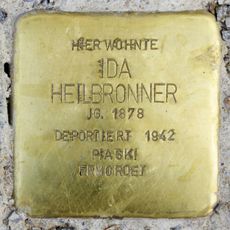 HIER WOHNTE
IDA
HEILBRONNER
JG. 1878
DEPORTIERT 1942
PIASKI
ERMORDET